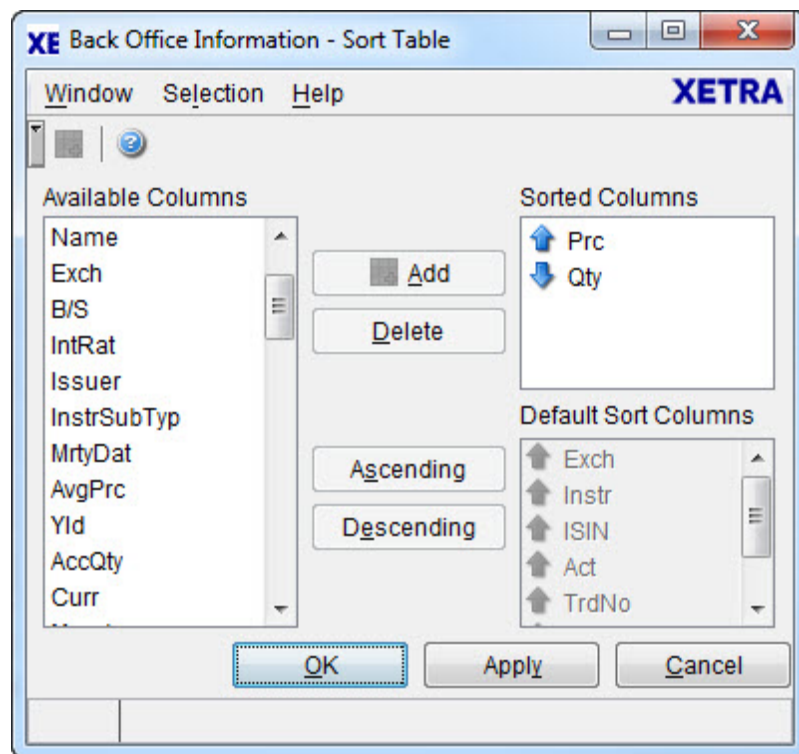 XE Back Office Information - Sort Table
Window Selection Help XETRA
Available Columns
Name
Exch
B/S
IntRat
Issuer
InstrSubTyp
MrtyDat
AvgPrc
Yld
AccQty
Curr
Add
Delete
Ascending
Descending
Sorted Columns
Prc
Qty
Default Sort Columns
Exch
Instr
ISIN
Act
TrdNo
OK Apply Cancel